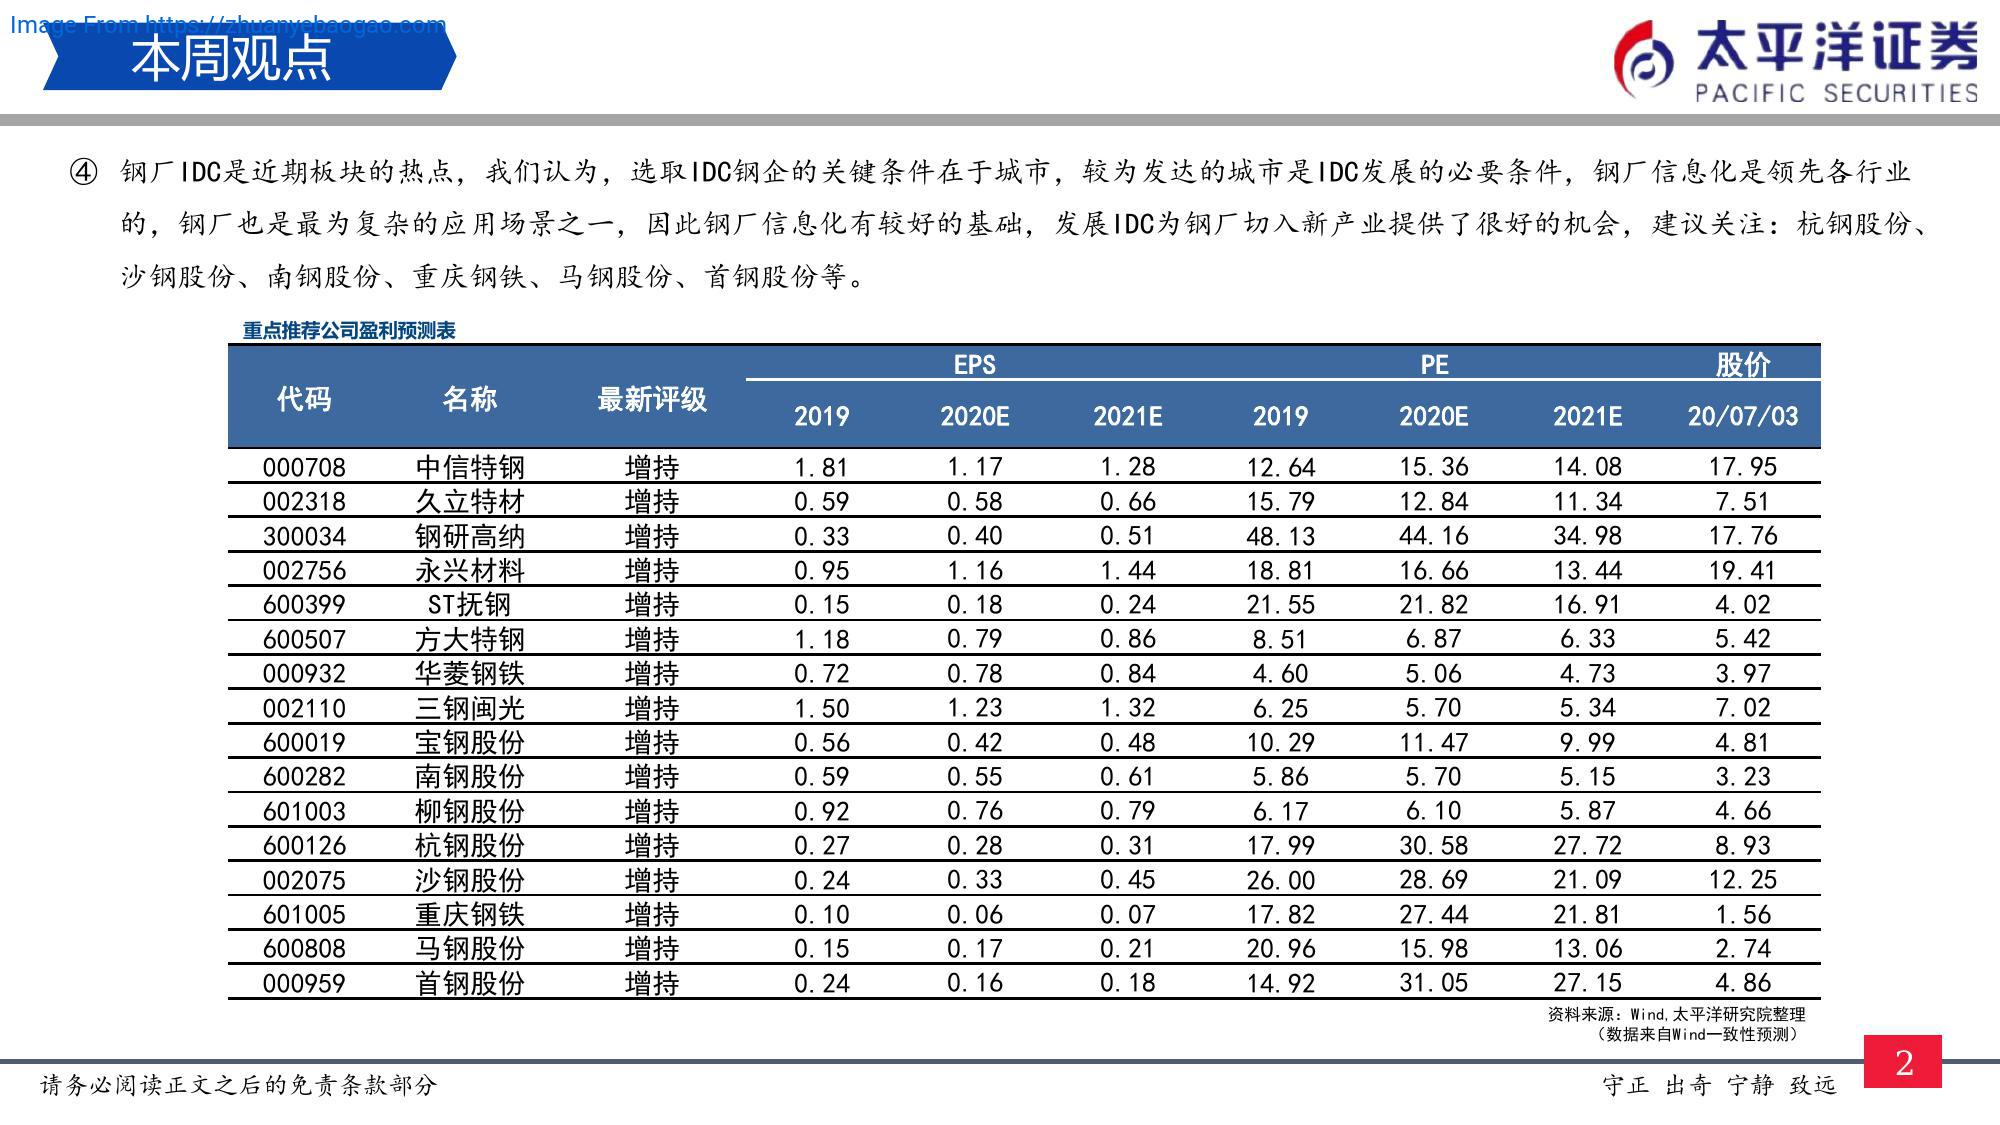 Image From https://zhuanyebaogao.com
本周观点
太平洋证券
PACIFIC SECURITIES
④ 钢厂IDC是近期板块的热点，我们认为，选取IDC钢企的关键条件在于城市，较为发达的城市是IDC发展的必要条件，钢厂信息化是领先各行业
的，钢厂也是最为复杂的应用场景之一，因此钢厂信息化有较好的基础，发展IDC为钢厂切入新产业提供了很好的机会，建议关注：杭钢股份、
沙钢股份、南钢股份、重庆钢铁、马钢股份、首钢股份等。
重点推荐公司盈利预测表
代码 名称 最新评级 EPS PE 股价
2019 2020E 2021E 2019 2020E 2021E 20/07/03
000708 中信特钢 增持 1.81 1.17 1.28 12.64 15.36 14.08 17.95
002318 久立特材 增持 0.59 0.58 0.66 15.79 12.84 11.34 7.51
300034 钢研高纳 增持 0.33 0.40 0.51 48.13 44.16 34.98 17.76
002756 永兴材料 增持 0.95 1.16 1.44 18.81 16.66 13.44 19.41
600399 ST抚钢 增持 0.15 0.18 0.24 21.55 21.82 16.91 4.02
600507 方大特钢 增持 1.18 0.79 0.86 8.51 6.87 6.33 5.42
000932 华菱钢铁 增持 0.72 0.78 0.84 4.60 5.06 4.73 3.97
002110 三钢闽光 增持 1.50 1.23 1.32 6.25 5.70 5.34 7.02
600019 宝钢股份 增持 0.56 0.42 0.48 10.29 11.47 9.99 4.81
600282 南钢股份 增持 0.59 0.55 0.61 5.86 5.70 5.15 3.23
601003 柳钢股份 增持 0.92 0.76 0.79 6.17 6.10 5.87 4.66
600126 杭钢股份 增持 0.27 0.28 0.31 17.99 30.58 27.72 8.93
002075 沙钢股份 增持 0.24 0.33 0.45 26.00 28.69 21.09 12.25
601005 重庆钢铁 增持 0.10 0.06 0.07 17.82 27.44 21.81 1.56
600808 马钢股份 增持 0.15 0.17 0.21 20.96 15.98 13.06 2.74
000959 首钢股份 增持 0.24 0.16 0.18 14.92 31.05 27.15 4.86
资料来源：Wind,太平洋研究院整理
（数据来自Wind一致性预测）
请务必阅读正文之后的免责条款部分
守正 出奇 宁静 致远
2